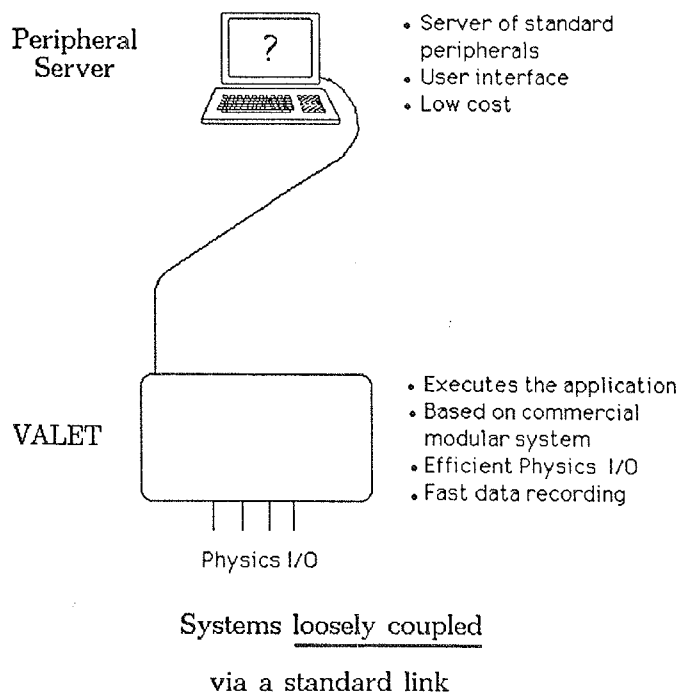 Peripheral
Server
?
• Server of standard
peripherals
• User interface
• Low cost
VALET
• Executes the application
• Based on commercial
modular system
• Efficient Physics I/O
• Fast data recording
Physics I/O
Systems loosely coupled
via a standard link